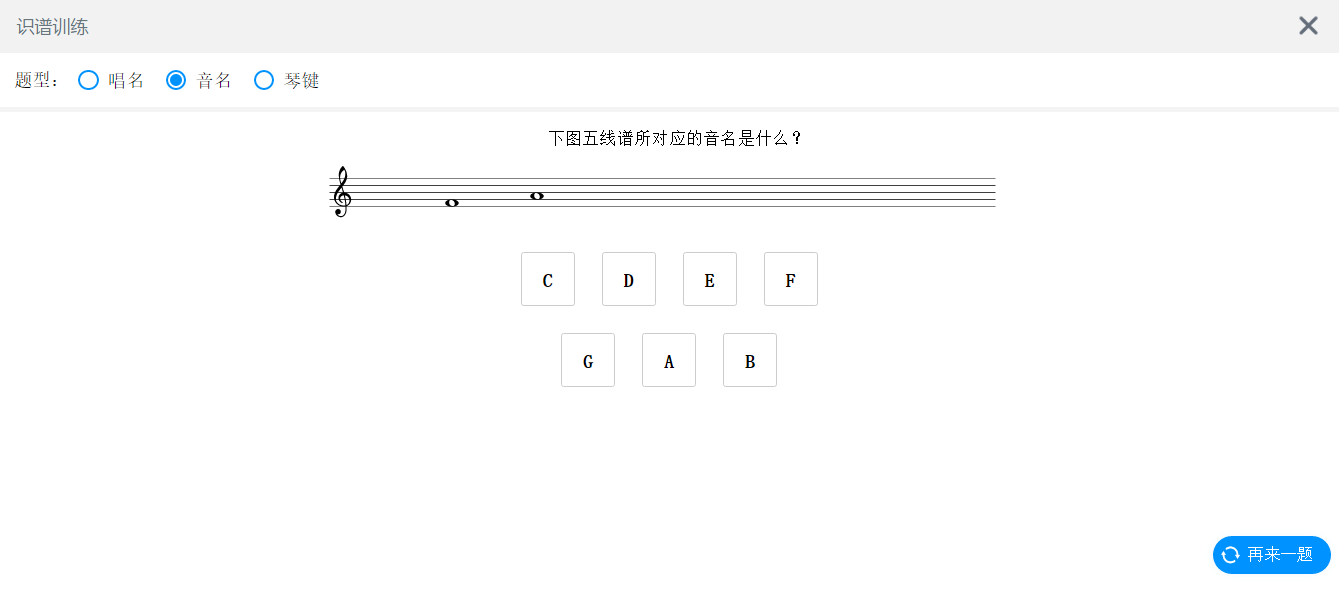 识谱训练
题型： 唱名 音名 琴键
下图五线谱所对应的音名是什么？
C D E F
G A B
再来一题